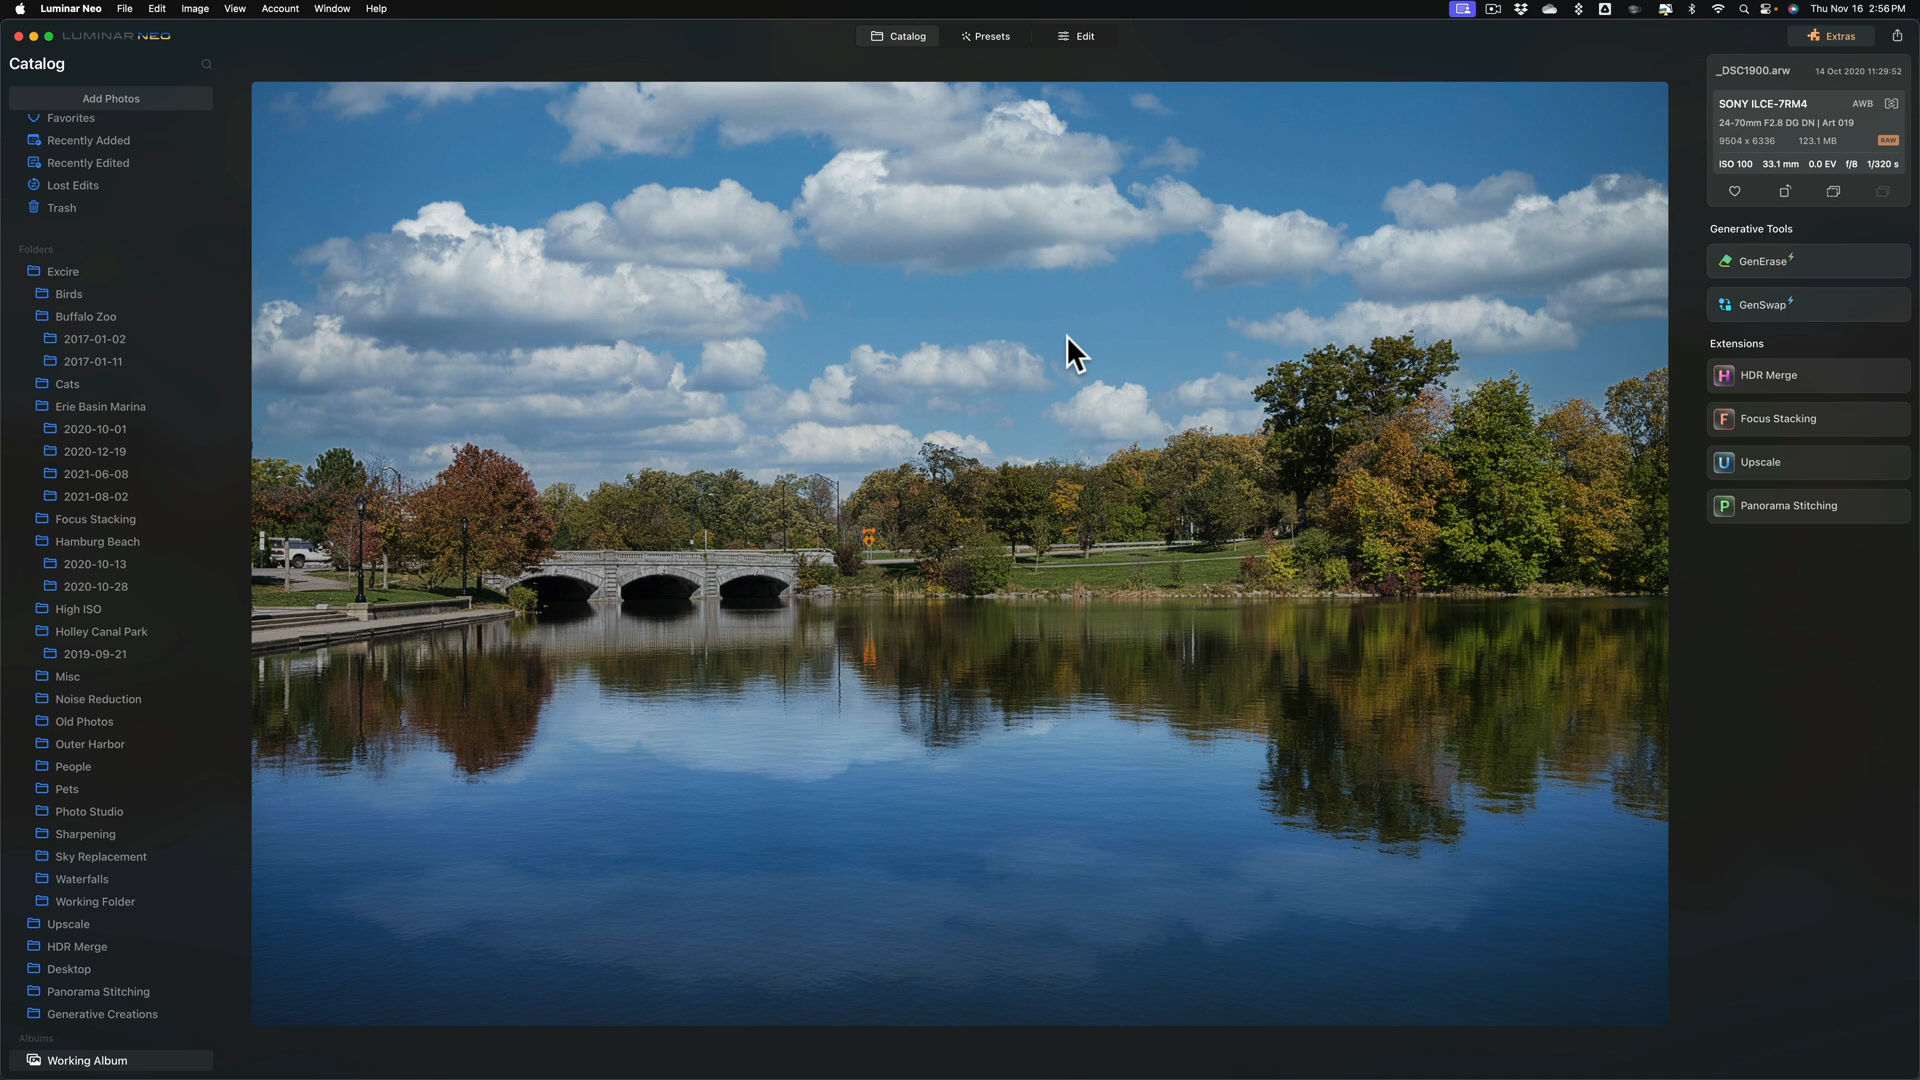 Luminar Neo File Edit Image View Account Window Help
Thu Nov 16 2:56 PM
LUMINAR NEO
Catalog Presets Edit
Extras
Catalog
Add Photos
Favorites
Recently Added
Recently Edited
Lost Edits
Trash
Folders
Excire
Birds
Buffalo Zoo
2017-01-02
2017-01-11
Cats
Erie Basin Marina
2020-10-01
2020-12-19
2021-06-08
2021-08-02
Focus Stacking
Hamburg Beach
2020-10-13
2020-10-28
High ISO
Holley Canal Park
2019-09-21
Misc
Noise Reduction
Old Photos
Outer Harbor
People
Pets
Photo Studio
Sharpening
Sky Replacement
Waterfalls
Working Folder
Upscale
HDR Merge
Desktop
Panorama Stitching
Generative Creations
Albums
Working Album
_DSC1900.arw 14 Oct 2020 11:29:52
SONY ILCE-7RM4 AWB
24-70mm F2.8 DG DN | Art 019
9504 x 6336 123.1 MB RAW
ISO 100 33.1 mm 0.0 EV f/8 1/320 s
Generative Tools
GenErase
GenSwap
Extensions
H HDR Merge
F Focus Stacking
U Upscale
P Panorama Stitching